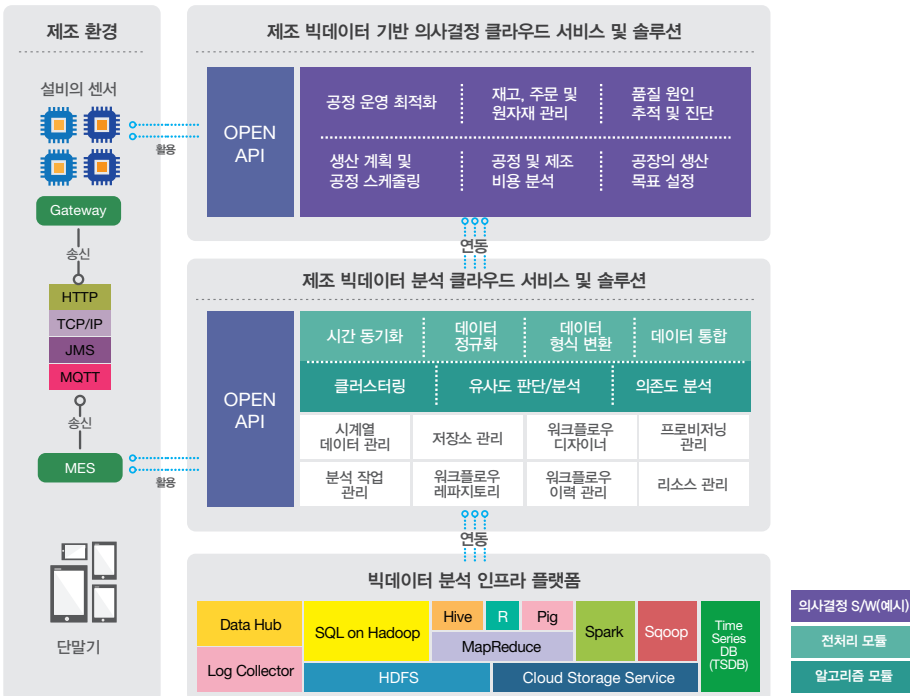 제조 환경
설비의 센서
활용
Gateway
송신
HTTP
TCP/IP
JMS
MQTT
송신
MES
활용
단말기
제조 빅데이터 기반 의사결정 클라우드 서비스 및 솔루션
OPEN
API
공정 운영 최적화
재고, 주문 및
원자재 관리
품질 원인
추적 및 진단
생산 계획 및
공정 스케줄링
공정 및 제조
비용 분석
공장의 생산
목표 설정
연동
제조 빅데이터 분석 클라우드 서비스 및 솔루션
OPEN
API
시간 동기화
데이터
정규화
데이터
형식 변환
데이터 통합
클러스터링
유사도 판단/분석
의존도 분석
시계열
데이터 관리
저장소 관리
워크플로우
디자이너
프로비저닝
관리
분석 작업
관리
워크플로우
레파지토리
워크플로우
이력 관리
리소스 관리
연동
빅데이터 분석 인프라 플랫폼
Data Hub
Log Collector
SQL on Hadoop
Hive
R
Pig
MapReduce
Spark
Sqoop
Time
Series
DB
(TSDB)
HDFS
Cloud Storage Service
의사결정 S/W(예시)
전처리 모듈
알고리즘 모듈